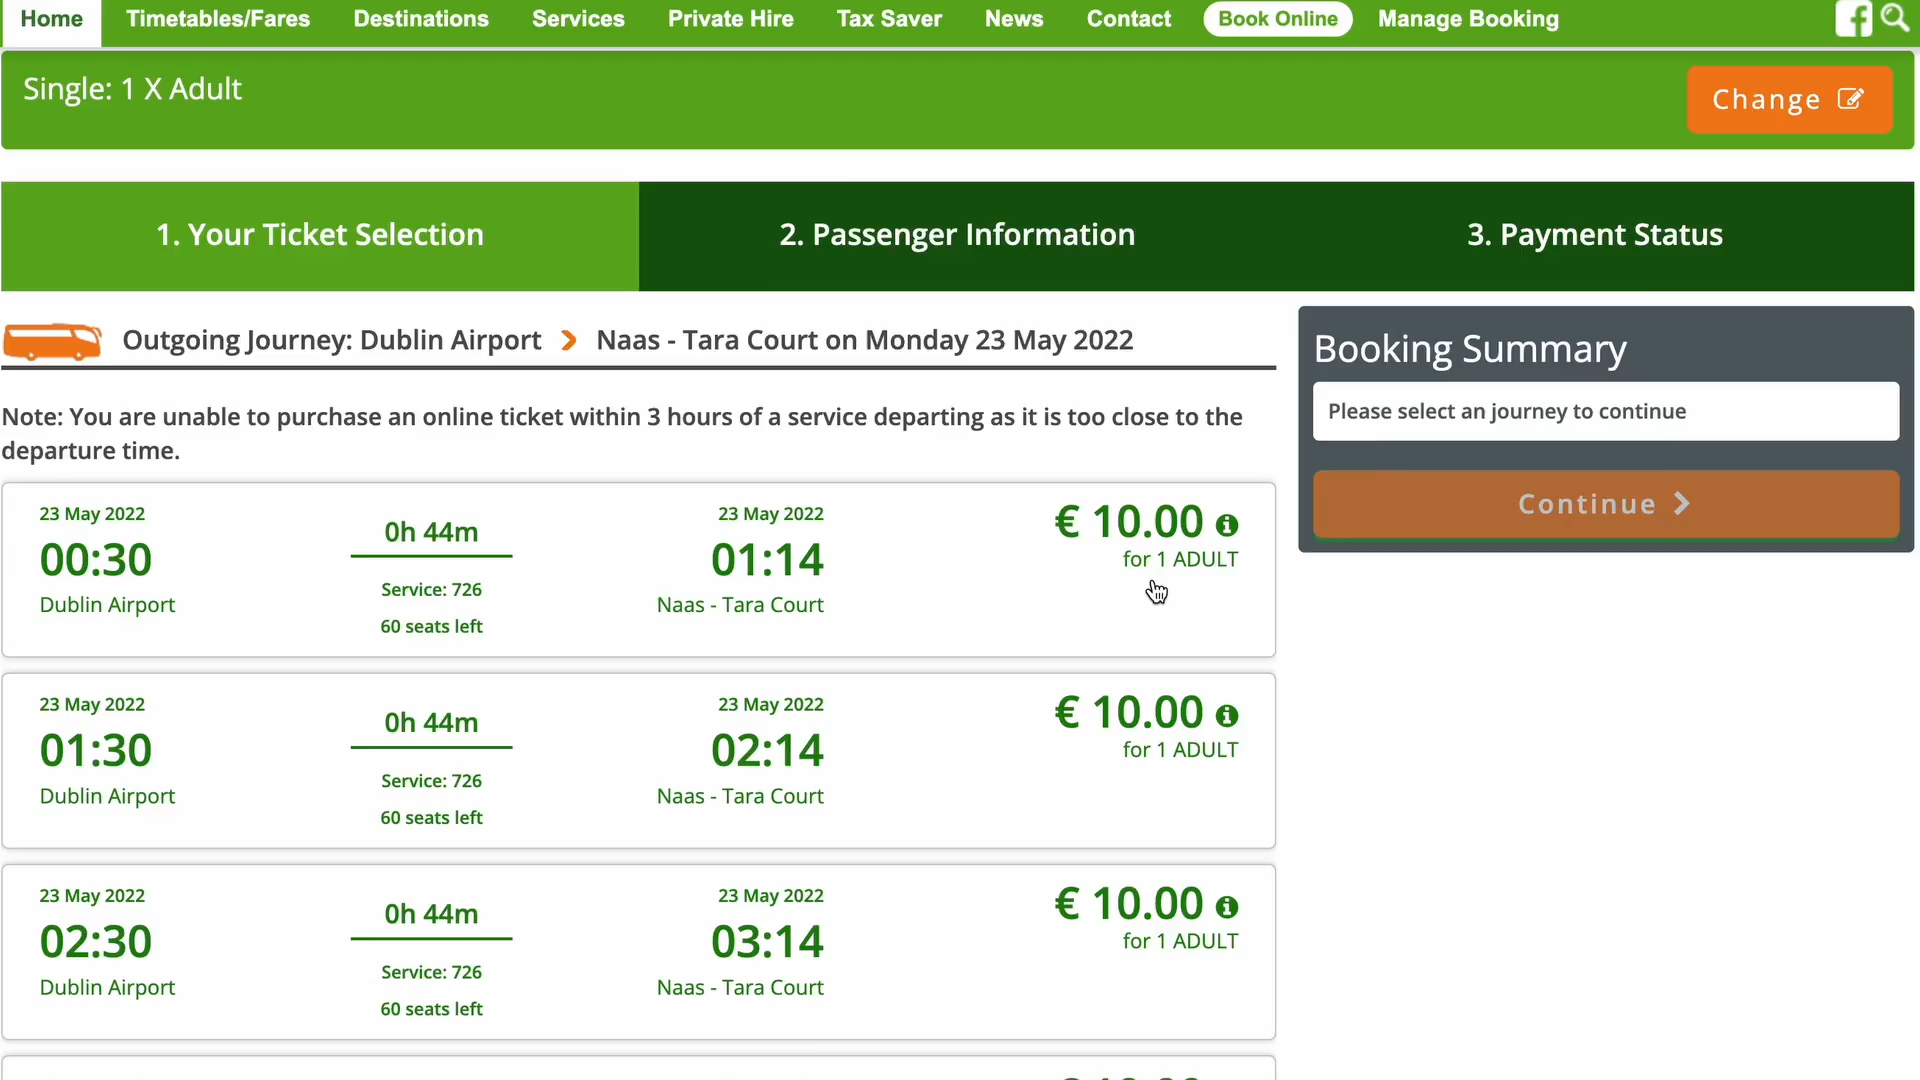 Home Timetables/Fares Destinations Services Private Hire Tax Saver News Contact Book Online Manage Booking
Single: 1 X Adult
Change
1. Your Ticket Selection
2. Passenger Information
3. Payment Status
Outgoing Journey: Dublin Airport Naas - Tara Court on Monday 23 May 2022
Note: You are unable to purchase an online ticket within 3 hours of a service departing as it is too close to the
departure time.
Booking Summary
Please select an journey to continue
Continue
23 May 2022
00:30
Dublin Airport
0h 44m
Service: 726
60 seats left
23 May 2022
01:14
Naas - Tara Court
€ 10.00
for 1 ADULT
23 May 2022
01:30
Dublin Airport
0h 44m
Service: 726
60 seats left
23 May 2022
02:14
Naas - Tara Court
€ 10.00
for 1 ADULT
23 May 2022
02:30
Dublin Airport
0h 44m
Service: 726
60 seats left
23 May 2022
03:14
Naas - Tara Court
€ 10.00
for 1 ADULT